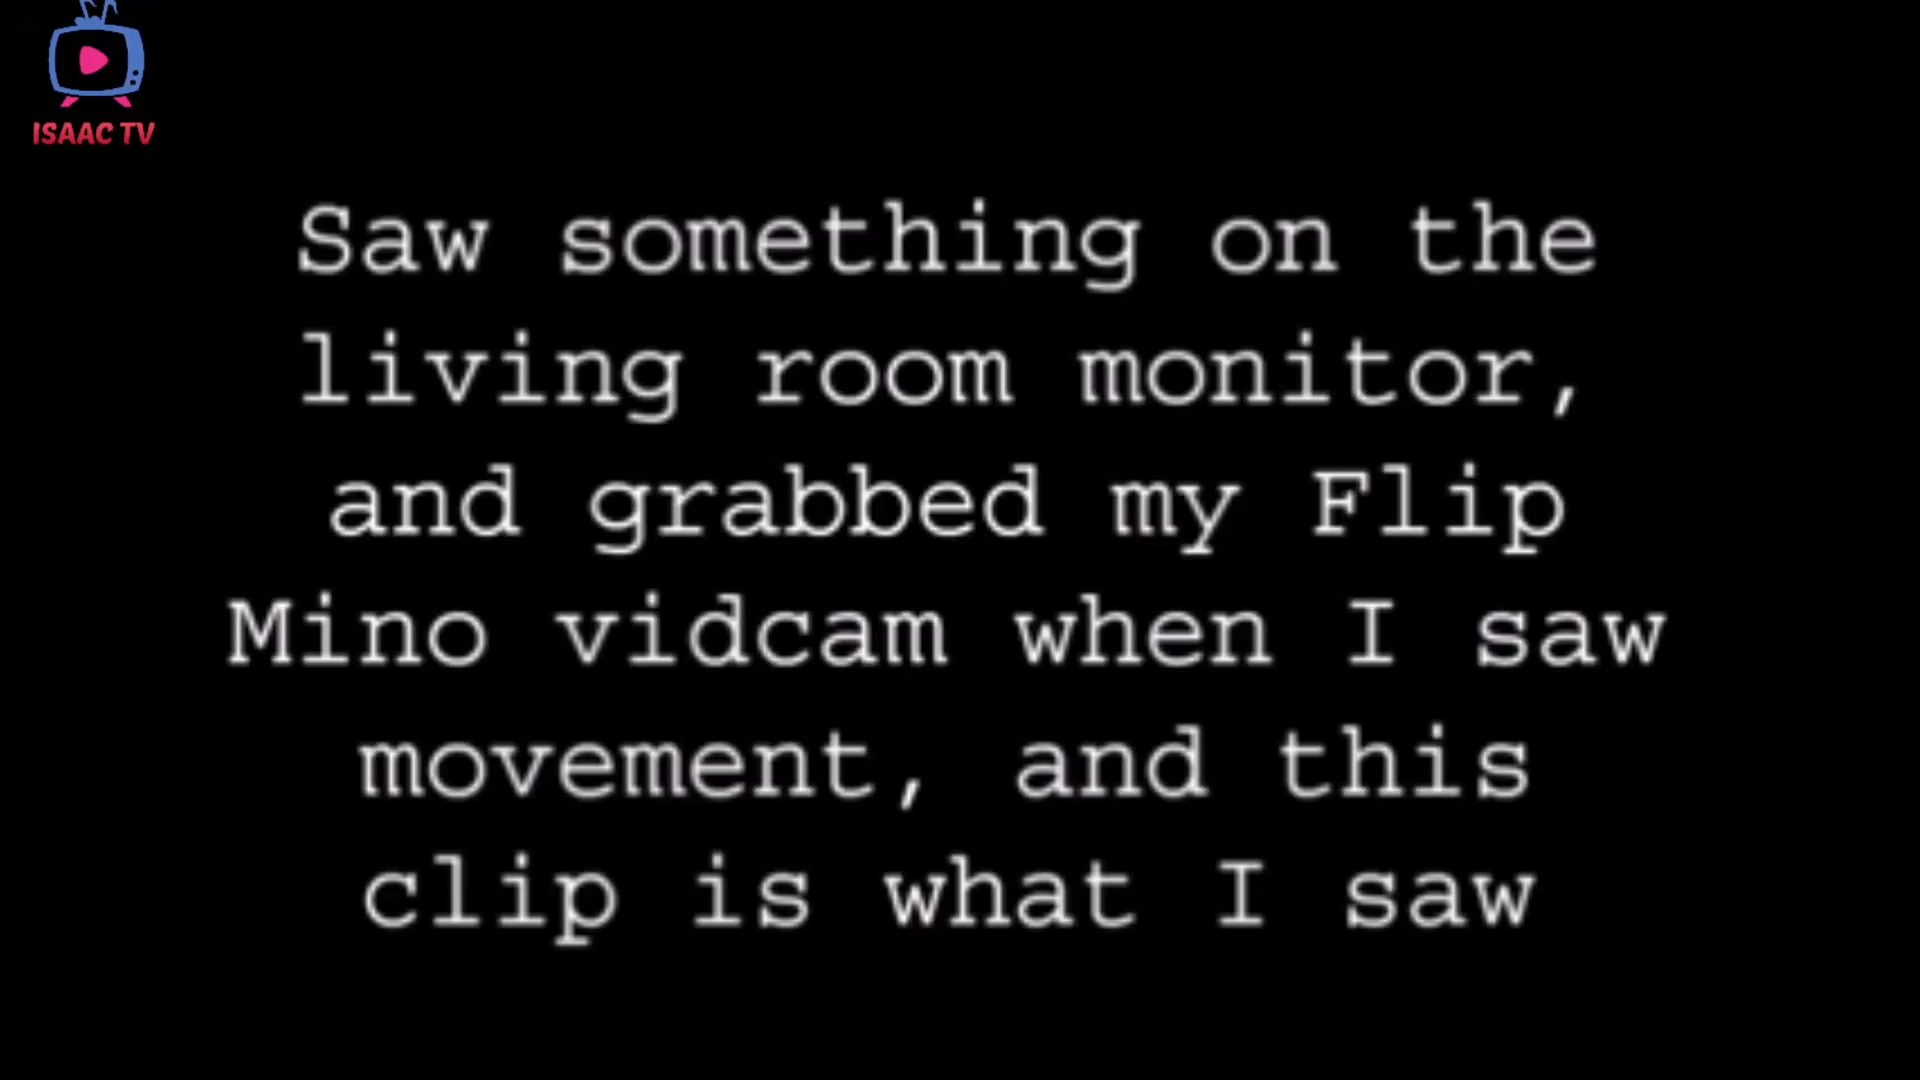 ISAAC TV
Saw something on the
living room monitor,
and grabbed my Flip
Mino vidcam when I saw
movement, and this
clip is what I saw